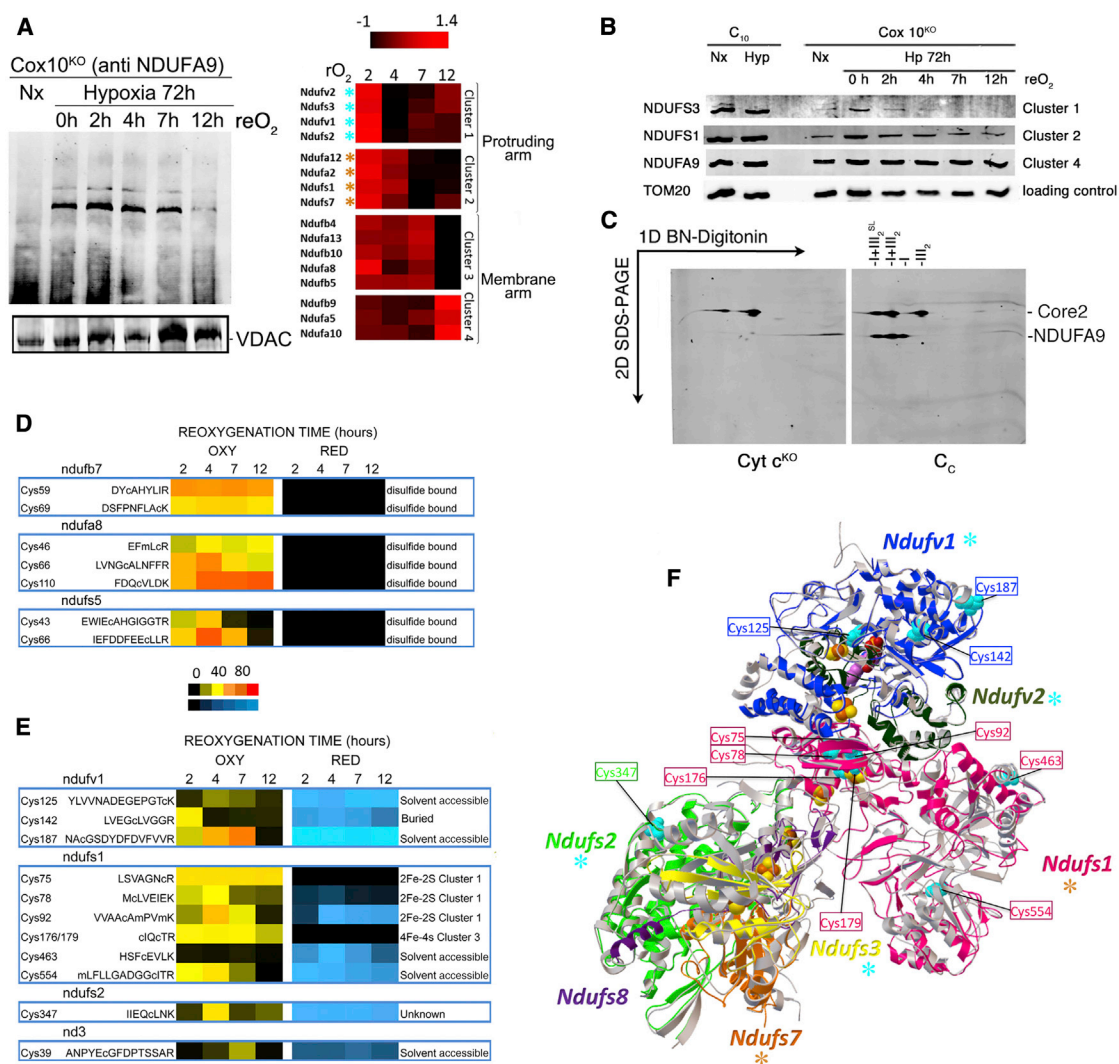 A
-1 1.4
Cox10KO (anti NDUFA9)
Nx Hypoxia 72h
0h 2h 4h 7h 12h reO2
-VDAC
rO2 2 4 7 12
Ndufv2 *
Ndufs3 *
Ndufv1 *
Ndufs2 *
Cluster 1
Ndufa12 *
Ndufa2 *
Ndufs1 *
Ndufs7 *
Cluster 2
Protruding arm
Ndufb4
Ndufa13
Ndufb10
Ndufa8
Ndufb5
Cluster 3
Ndufb9
Ndufa5
Ndufa10
Cluster 4
Membrane arm
B
C10 Cox 10KO
Nx Hyp Nx Hp 72h
0 h 2h 4h 7h 12h reO2
NDUFS3 Cluster 1
NDUFS1 Cluster 2
NDUFA9 Cluster 4
TOM20 loading control
C
1D BN-Digitonin
2D SDS-PAGE
-I+III2SL
-I+III2
-I
-III2
- Core2
-NDUFA9
Cyt cKO CC
D
REOXYGENATION TIME (hours)
OXY RED
ndufb7 2 4 7 12 2 4 7 12
Cys59 DYcAHYLIR disulfide bound
Cys69 DSFPNFLAcK disulfide bound
ndufa8
Cys46 EFmLcR disulfide bound
Cys66 LVNGcALNFFR disulfide bound
Cys110 FDQcVLDK disulfide bound
ndufs5
Cys43 EWIEcAHGIGGTR disulfide bound
Cys66 IEFDDFEEcLLR disulfide bound
0 40 80
E
REOXYGENATION TIME (hours)
OXY RED
ndufv1 2 4 7 12 2 4 7 12
Cys125 YLVVNADEGEPGTcK Solvent accessible
Cys142 LVEGcLVGGR Buried
Cys187 NAcGSDYDFDVFVVR Solvent accessible
ndufs1
Cys75 LSVAGNcR 2Fe-2S Cluster 1
Cys78 McLVEIEK 2Fe-2S Cluster 1
Cys92 VVAAcAmPVmK 2Fe-2S Cluster 1
Cys176/179 cIQcTR 4Fe-4s Cluster 3
Cys463 HSFcEVLK Solvent accessible
Cys554 mLFLLGADGGcITR Solvent accessible
ndufs2
Cys347 IIEQcLNK Unknown
nd3
Cys39 ANPYEcGFDPTSSAR Solvent accessible
F
Ndufv1 *
Cys187
Cys125
Cys142
Ndufv2 *
Cys75
Cys92
Cys78
Cys347
Cys176
Cys463
Ndufs2
*
Ndufs1
*
Cys179
Cys554
Ndufs3
*
Ndufs8
Ndufs7
*